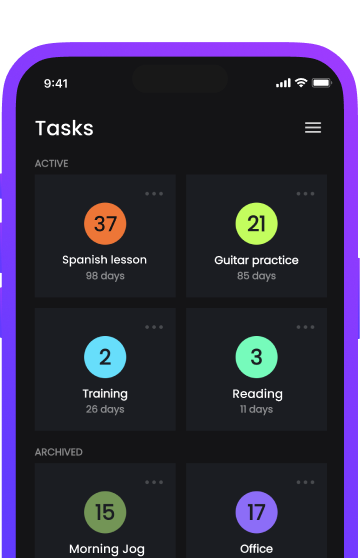 9:41
Tasks
ACTIVE
37 21
Spanish lesson Guitar practice
98 days 85 days
2 3
Training Reading
26 days 11 days
ARCHIVED
15 17
Morning Jog Office